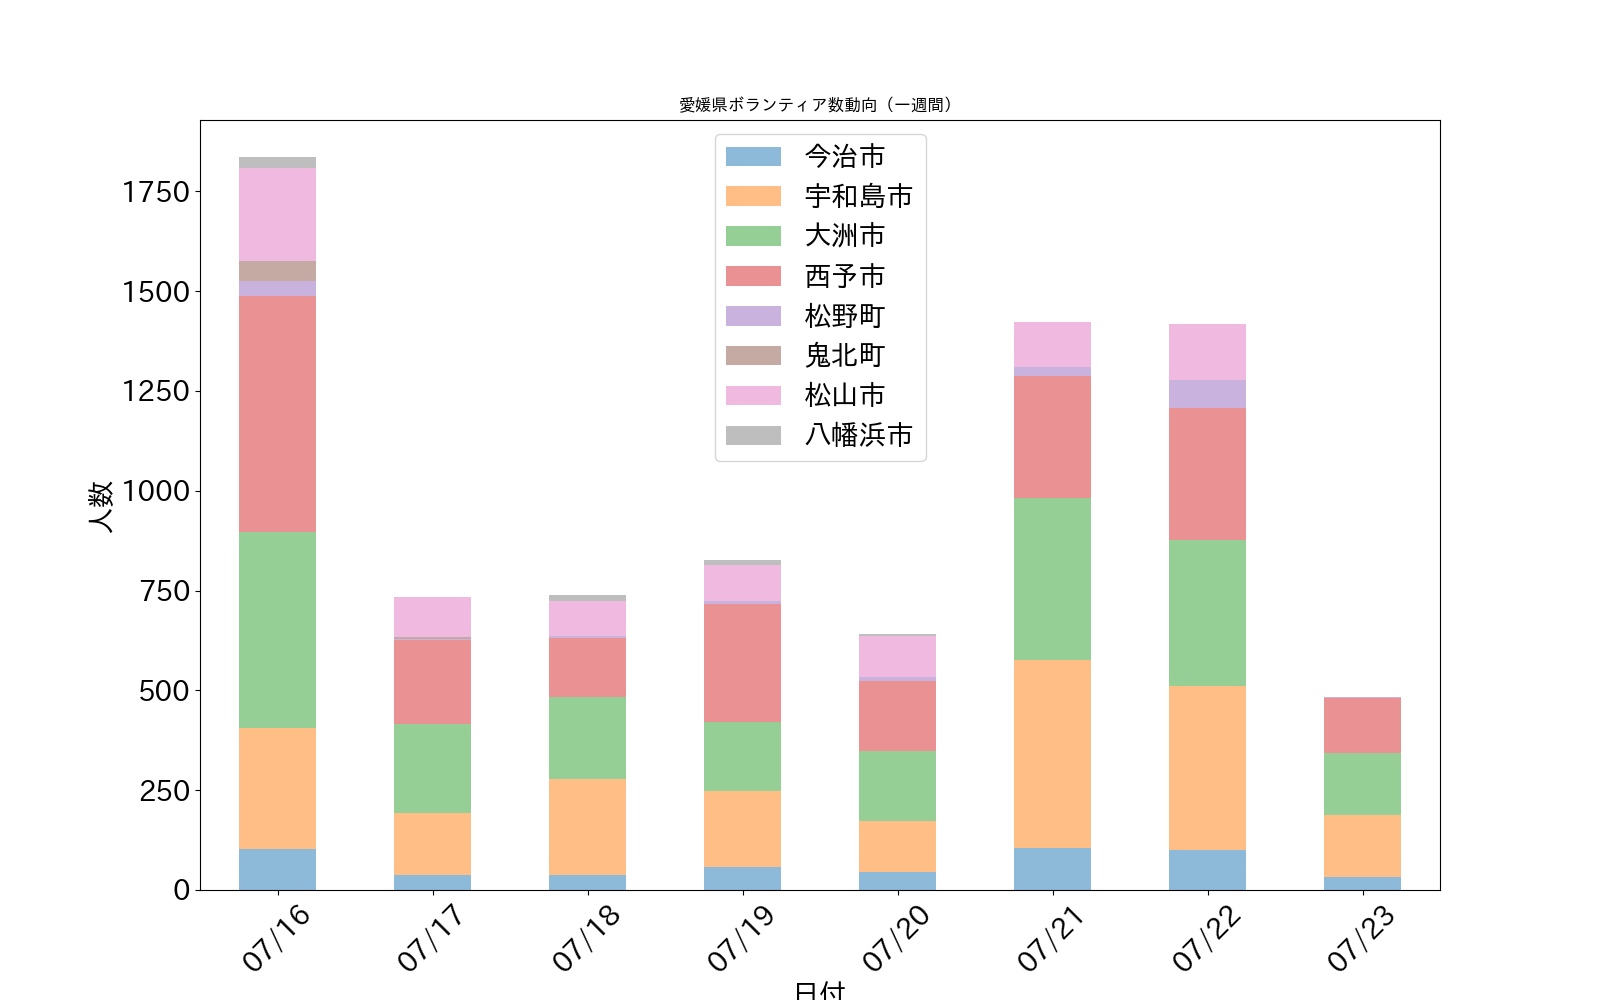 愛媛県ボランティア数動向（一週間）
人数
1750
1500
1250
1000
750
500
250
0
今治市
宇和島市
大洲市
西予市
松野町
鬼北町
松山市
八幡浜市
07/16
07/17
07/18
07/19
07/20
07/21
07/22
07/23
日付